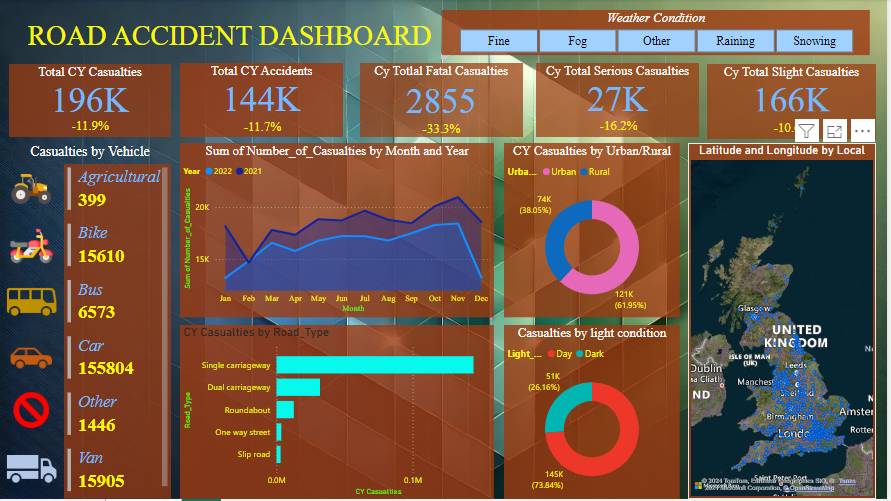 ROAD ACCIDENT DASHBOARD
Weather Condition
Fine
Fog
Other
Raining
Snowing
Total CY Casualties
196K
-11.9%
Total CY Accidents
144K
-11.7%
Cy Totlal Fatal Casualties
2855
-33.3%
Cy Total Serious Casualties
27K
-16.2%
Cy Total Slight Casualties
166K
-10.
Casualties by Vehicle
Agricultural
399
Bike
15610
Bus
6573
Car
155804
Other
1446
Van
15905
Sum of Number_of_Casualties by Month and Year
Year 2022 2021
Sum of Number_of_Casualties
20K
15K
Jan Feb Mar Apr May Jun Jul Aug Sep Oct Nov Dec
Month
CY Casualties by Road_Type
Road_Type
Single carriageway
Dual carriageway
Roundabout
One way street
Slip road
0.0M 0.1M
CY Casualties
CY Casualties by Urban/Rural
Urba... Urban Rural
74K
(38.05%)
121K
(61.95%)
Casualties by light condition
Light_... Day Dark
51K
(26.16%)
145K
(73.84%)
Latitude and Longitude by Local
Glasgow
UNITED
KINGDOM
ISLE OF MAN
(UK)
Dublin
ia Cliath
ND
Leeds
Manchest
Sheffield
Birmingham
Londo
Amster
Rotter
N
© 2024 TomTom,
Terms
© OpenStreetMap